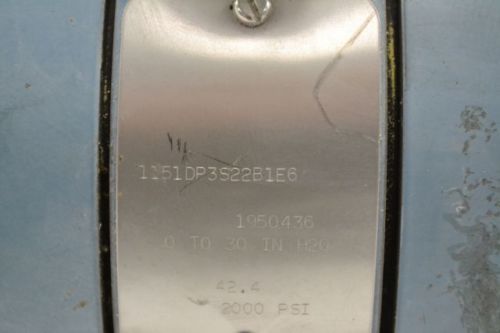 1151DP3S22B1E6
1950436
0 TO 30 IN H2O
42.4
2000 PSI